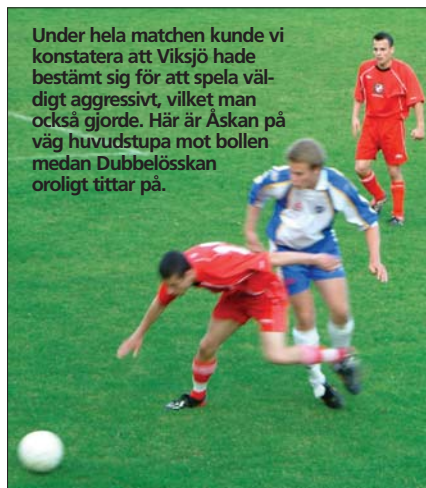 Under hela matchen kunde vi
konstatera att Viksjö hade
bestämt sig för att spela väl-
digt aggressivt, vilket man
också gjorde. Här är Åskan på
väg huvudstupa mot bollen
medan Dubbelösskan
oroligt tittar på.